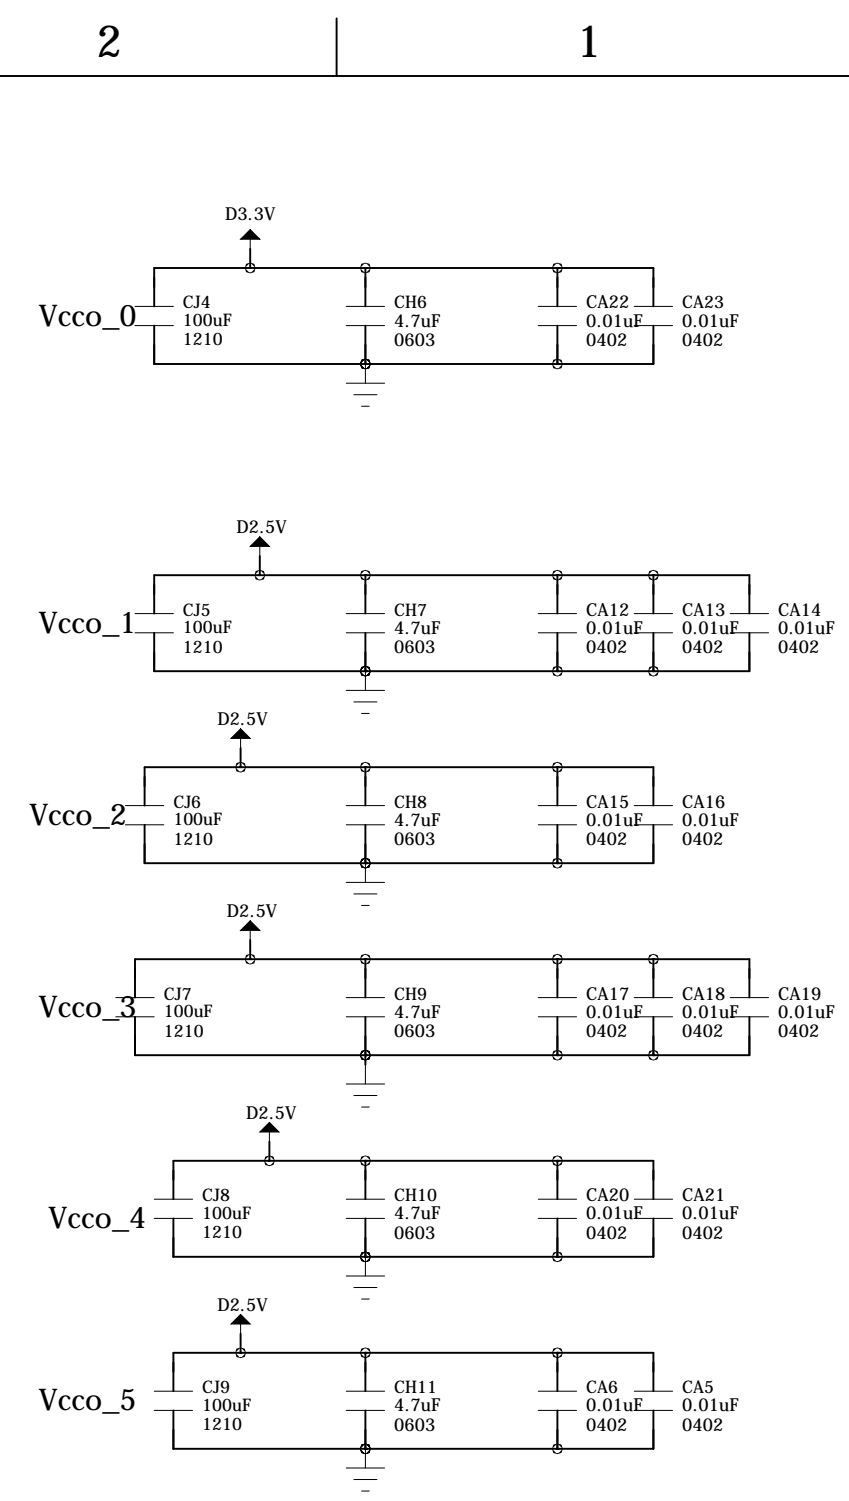 2 1
D3.3V
Vcco_0
CJ4
100uF
1210
CH6
4.7uF
0603
CA22
0.01uF
0402
CA23
0.01uF
0402
D2.5V
Vcco_1
CJ5
100uF
1210
CH7
4.7uF
0603
CA12
0.01uF
0402
CA13
0.01uF
0402
CA14
0.01uF
0402
D2.5V
Vcco_2
CJ6
100uF
1210
CH8
4.7uF
0603
CA15
0.01uF
0402
CA16
0.01uF
0402
D2.5V
Vcco_3
CJ7
100uF
1210
CH9
4.7uF
0603
CA17
0.01uF
0402
CA18
0.01uF
0402
CA19
0.01uF
0402
D2.5V
Vcco_4
CJ8
100uF
1210
CH10
4.7uF
0603
CA20
0.01uF
0402
CA21
0.01uF
0402
D2.5V
Vcco_5
CJ9
100uF
1210
CH11
4.7uF
0603
CA6
0.01uF
0402
CA5
0.01uF
0402